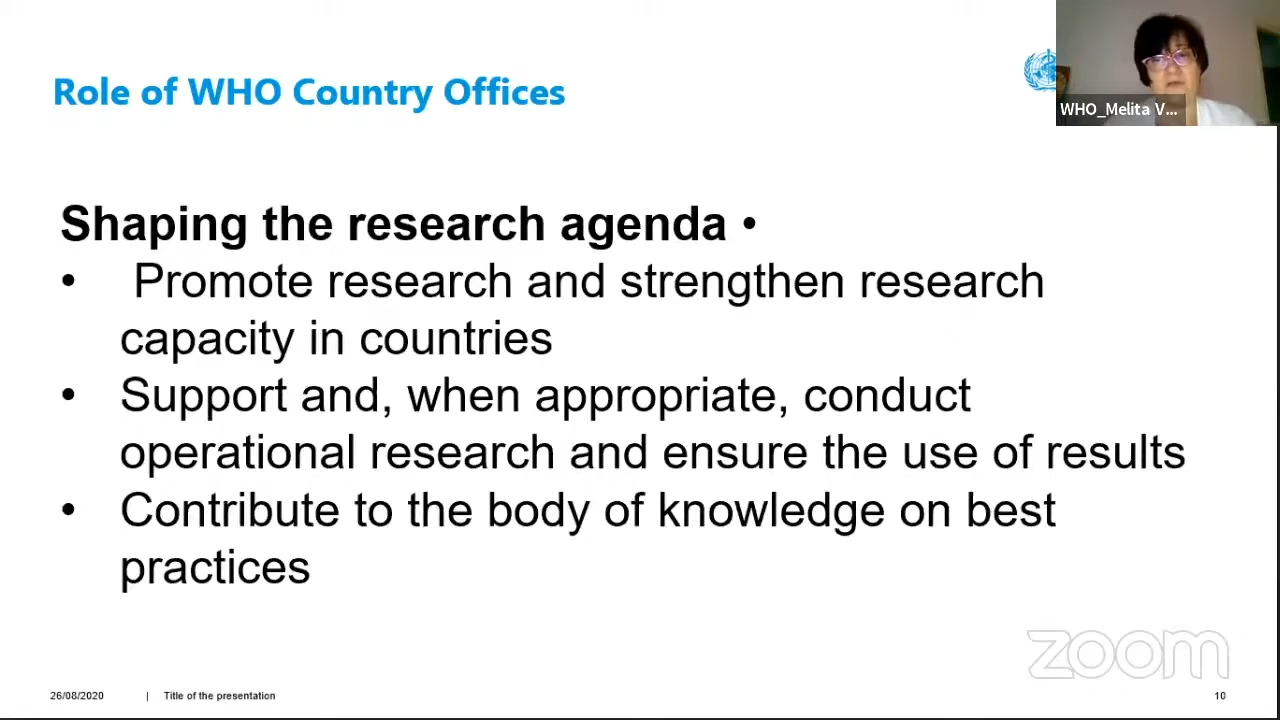 Role of WHO Country Offices
WHO_Melita V...
Shaping the research agenda •
• Promote research and strengthen research
capacity in countries
• Support and, when appropriate, conduct
operational research and ensure the use of results
• Contribute to the body of knowledge on best
practices
zoom
26/08/2020 | Title of the presentation 10